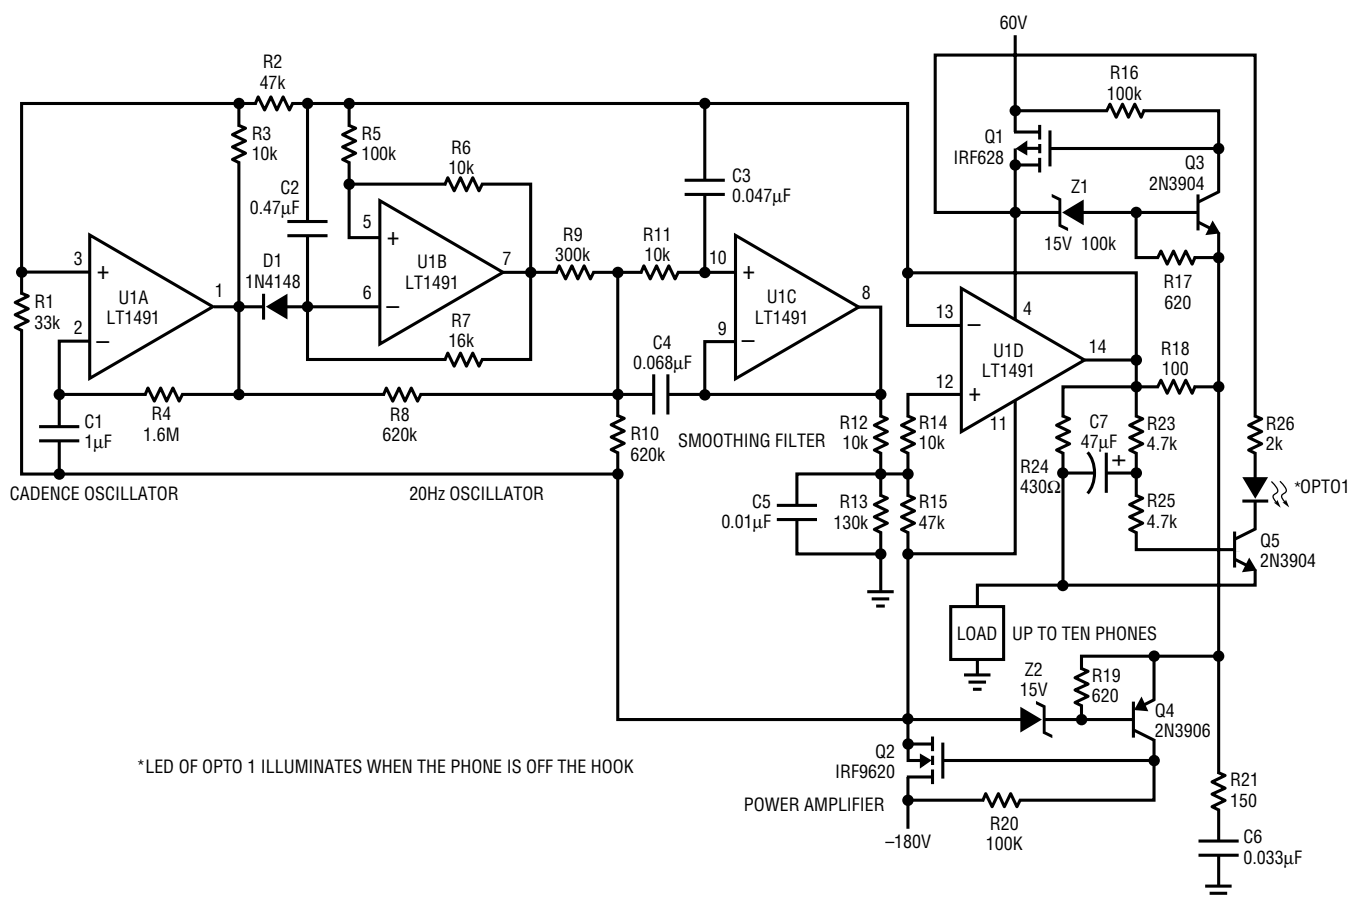 60V
R2
47k
R16
100k
R3
10k
R5
100k
R6
10k
Q1
IRF628
Q3
2N3904
C2
0.47µF
C3
0.047µF
Z1
15V 100k
5
+
R9
300k
R11
10k
10
3
+
D1
1N4148
U1B
LT1491
7
+
R17
620
R1
33k
U1A
LT1491
1
6
–
U1C
LT1491
8
4
2
–
R7
16k
C4
0.068µF
9
–
13
–
U1D
LT1491
14
R18
100
12
+
R4
1.6M
R8
620k
11
C1
1µF
R10
620k
SMOOTHING FILTER
R12
10k
R14
10k
C7
47µF
+
R23
4.7k
R26
2k
R24
430Ω
CADENCE OSCILLATOR
20Hz OSCILLATOR
*OPTO1
C5
0.01µF
R13
130k
R15
47k
R25
4.7k
Q5
2N3904
LOAD
UP TO TEN PHONES
Z2
15V
R19
620
Q4
2N3906
*LED OF OPTO 1 ILLUMINATES WHEN THE PHONE IS OFF THE HOOK
Q2
IRF9620
POWER AMPLIFIER
R21
150
R20
100K
–180V
C6
0.033µF